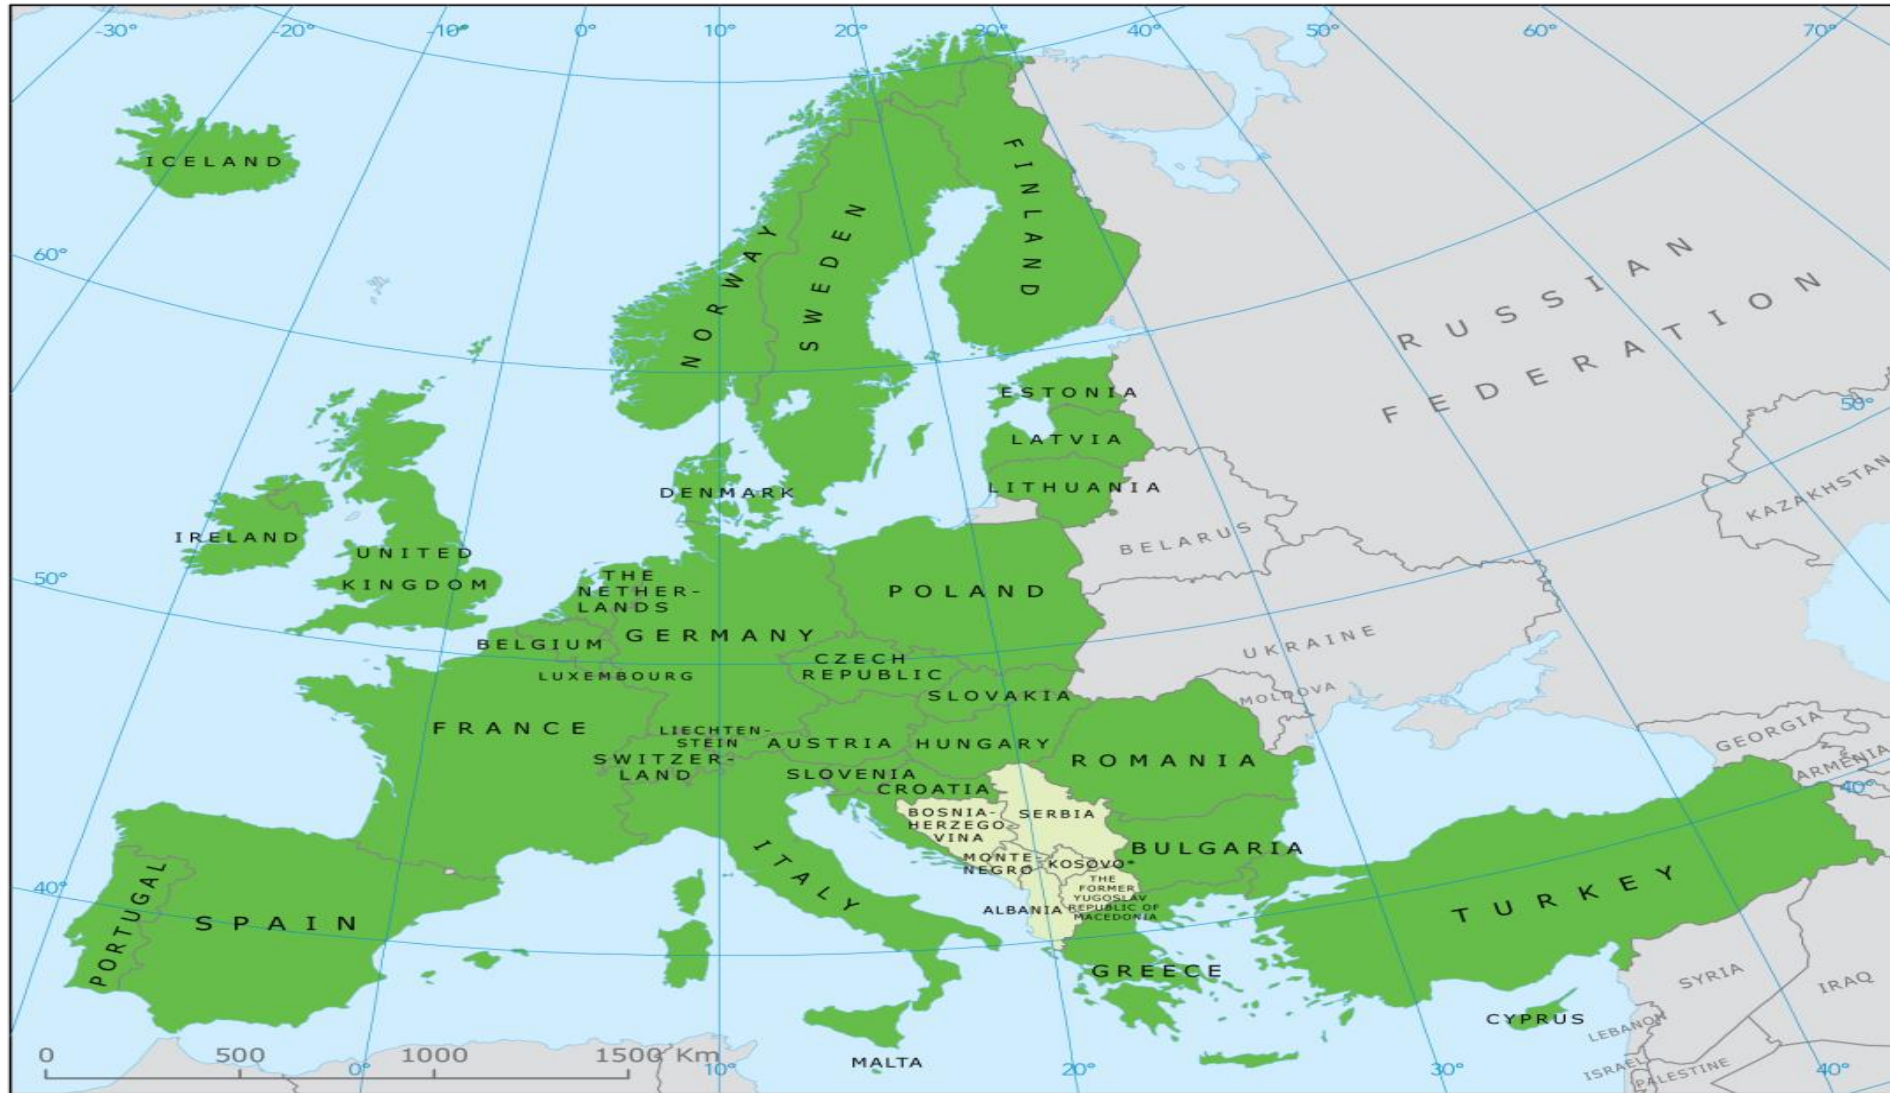 -30°
-20°
-10°
0°
10°
20°
30°
40°
50°
60°
70°
ICELAND
FINLAND
NORWAY
SWEDEN
60°
RUSSIAN
FEDERATION
ESTONIA
50°
LATVIA
LITHUANIA
KAZAKHSTAN
DENMARK
IRELAND
UNITED
KINGDOM
BELARUS
50°
THE
NETHER-
LANDS
POLAND
BELGIUM
GERMANY
UKRAINE
CZECH
REPUBLIC
LUXEMBOURG
SLOVAKIA
MOLDOVA
FRANCE
LIECHTEN-
STEIN
AUSTRIA
HUNGARY
GEORGIA
SWITZER-
LAND
ROMANIA
ARMENIA
SLOVENIA
CROATIA
40°
BOSNIA-
HERZEGO-
VINA
SERBIA
BULGARIA
MONTE-
NEGRO
KOSOVO*
ITALY
THE
FORMER
YUGOSLAV
REPUBLIC OF
MACEDONIA
40°
PORTUGAL
SPAIN
ALBANIA
TURKEY
GREECE
SYRIA
IRAQ
CYPRUS
LEBANON
MALTA
ISRAEL
PALESTINE
0
500
1000
1500 Km
0°
10°
20°
30°
40°